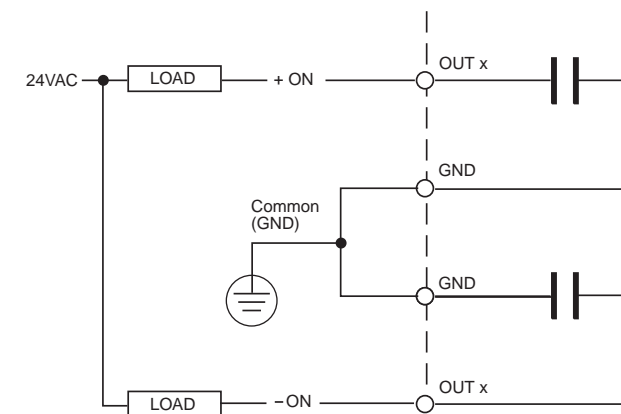 OUT x
24VAC
LOAD
+ ON
GND
Common
(GND)
GND
OUT x
LOAD
−ON